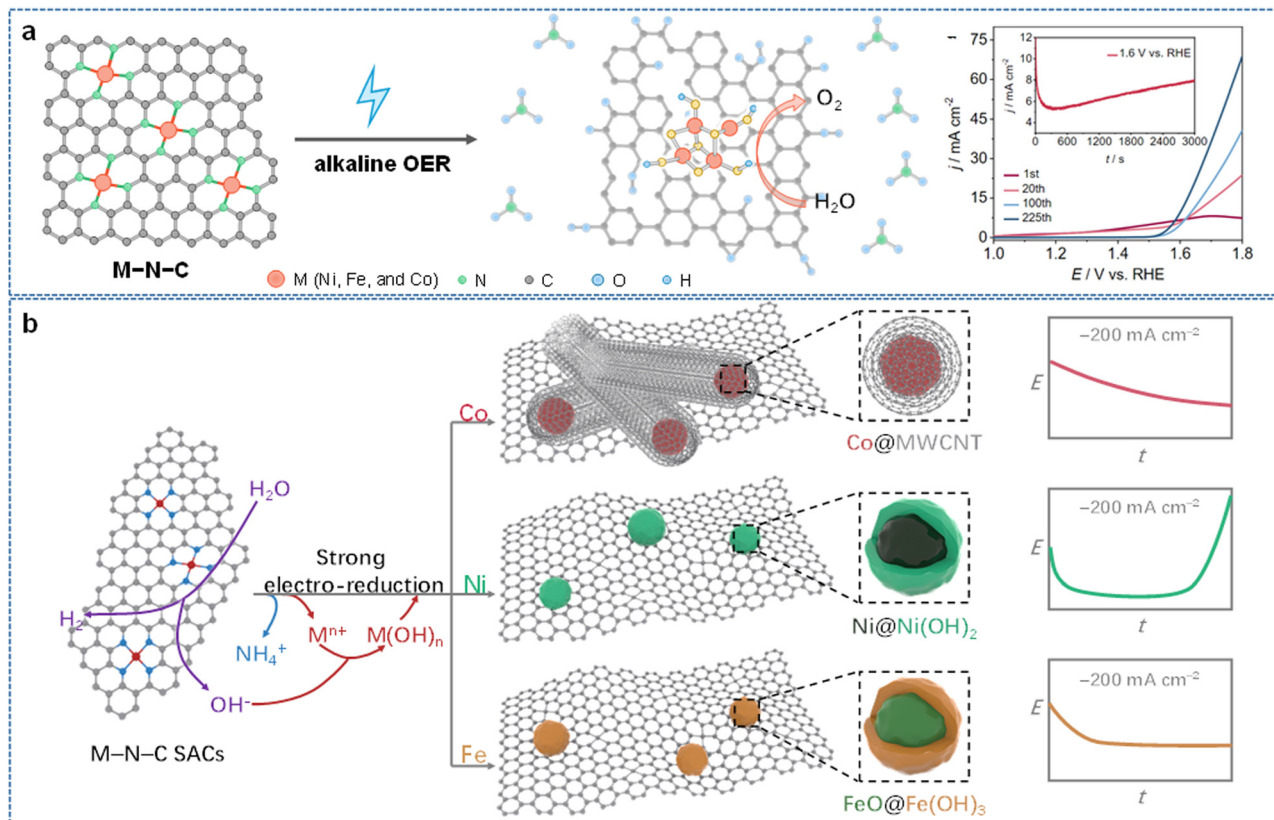 a
alkaline OER
M–N–C
O₂
H₂O
M (Ni, Fe, and Co)
N
C
O
H
j / mA cm⁻²
75
60
45
30
15
0
1.0
1.2
1.4
1.6
1.8
E / V vs. RHE
1st
20th
100th
225th
1.6 V vs. RHE
j / mA cm⁻²
12
10
8
6
4
0
600
1200
1800
2400
3000
t / s
b
H₂O
H₂
OH⁻
M–N–C SACs
Strong
electro-reduction
NH₄⁺
Mⁿ⁺
M(OH)ₙ
Co
Co@MWCNT
−200 mA cm⁻²
E
t
Ni
Ni@Ni(OH)₂
−200 mA cm⁻²
E
t
Fe
FeO@Fe(OH)₃
−200 mA cm⁻²
E
t